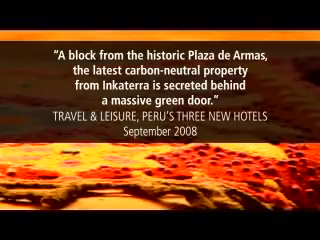 “A block from the historic Plaza de Armas,
the latest carbon-neutral property
from Inkaterra is secreted behind
a massive green door.”
TRAVEL & LEISURE, PERU'S THREE NEW HOTELS
September 2008